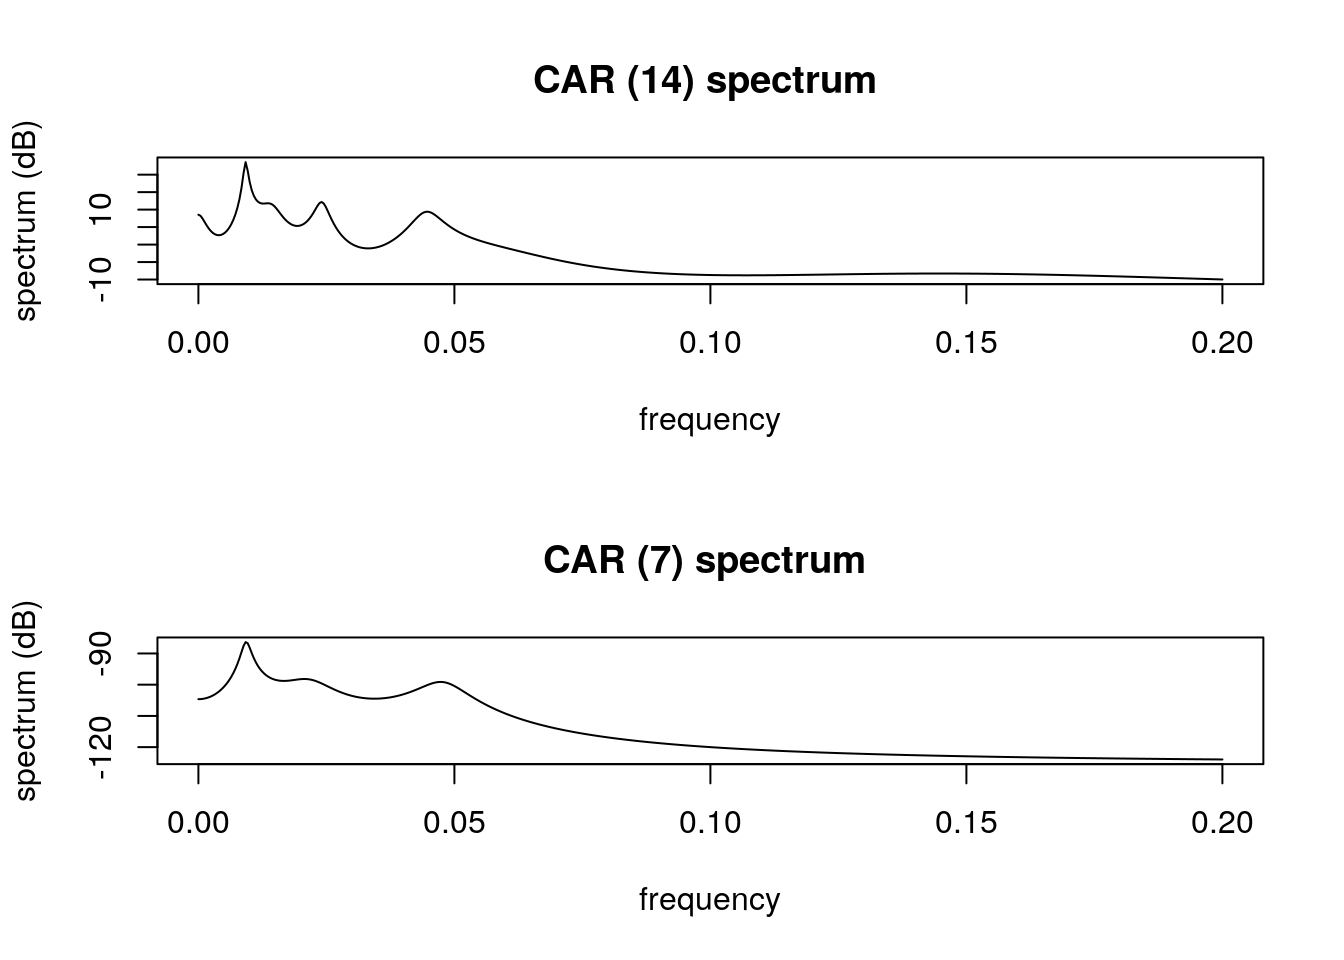 CAR (14) spectrum
spectrum (dB)
10
-10
0.00 0.05 0.10 0.15 0.20
frequency
CAR (7) spectrum
spectrum (dB)
-90
-120
0.00 0.05 0.10 0.15 0.20
frequency